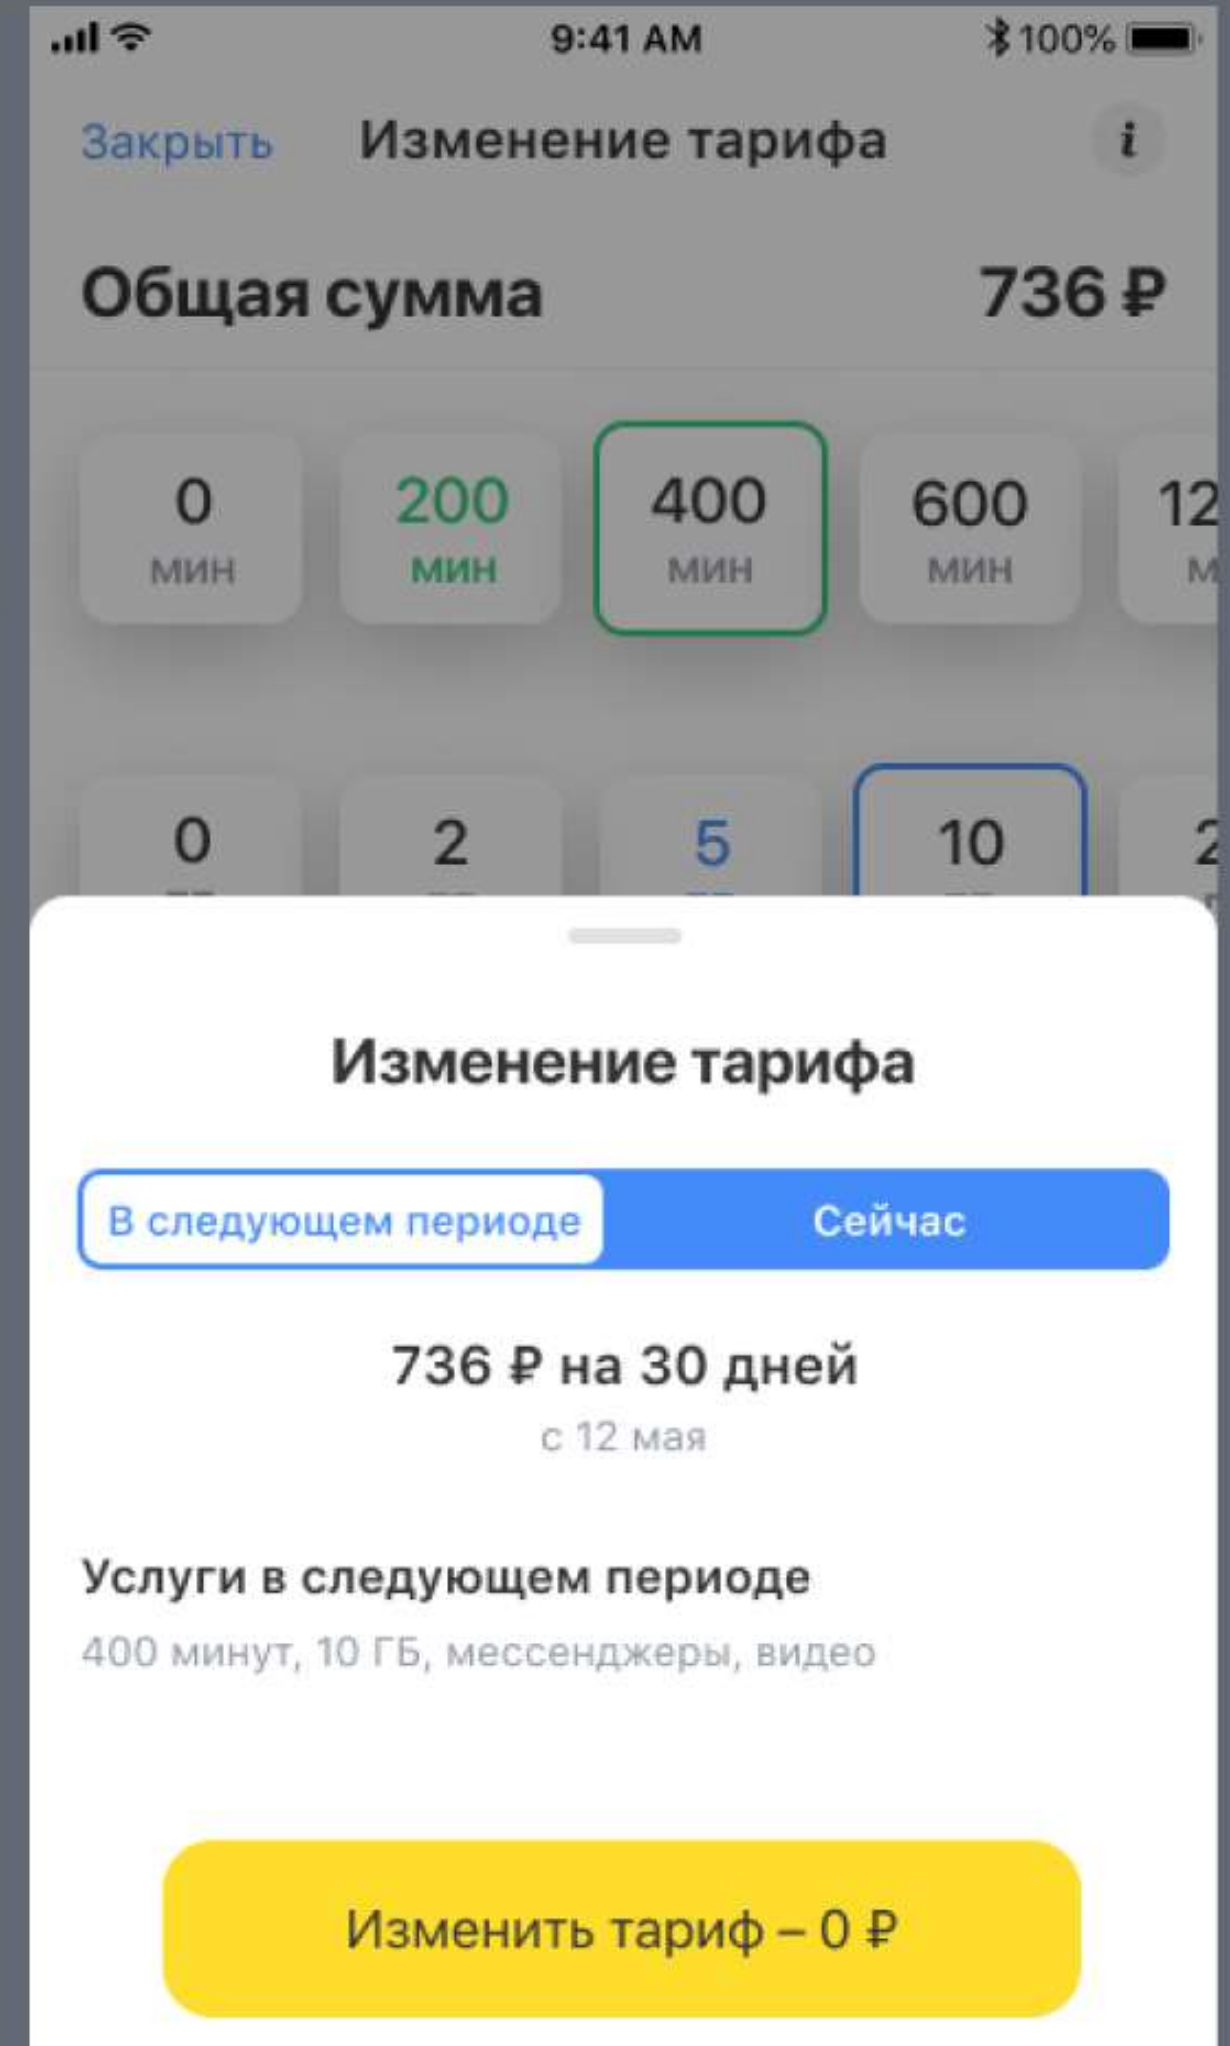 9:41 AM 100%
Закрыть Изменение тарифа i
Общая сумма 736 ₽
0 200 400 600 12
мин мин мин мин м
0 2 5 10 2
Изменение тарифа
В следующем периоде Сейчас
736 ₽ на 30 дней
с 12 мая
Услуги в следующем периоде
400 минут, 10 ГБ, мессенджеры, видео
Изменить тариф – 0 ₽